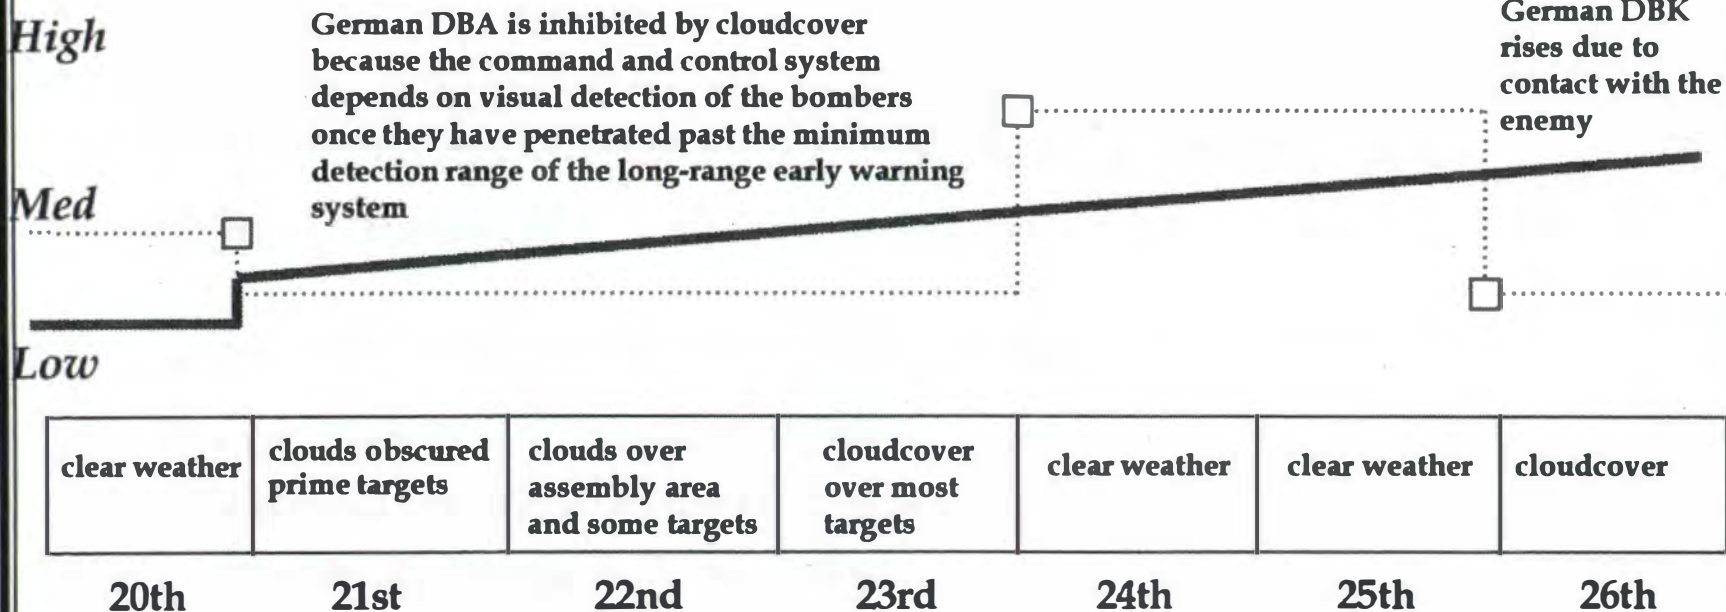 High
German DBA is inhibited by cloudcover
because the command and control system
depends on visual detection of the bombers
once they have penetrated past the minimum
detection range of the long-range early warning
system
German DBK
rises due to
contact with the
enemy
Med
Low
clear weather
clouds obscured
prime targets
clouds over
assembly area
and some targets
cloudcover
over most
targets
clear weather
clear weather
cloudcover
20th
21st
22nd
23rd
24th
25th
26th